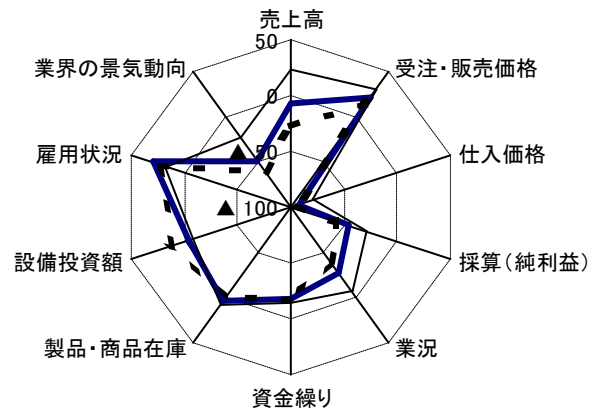 売上高
50
受注・販売価格
業界の景気動向
0
仕入価格
雇用状況
▲ 50
▲ 100
採算（純利益）
設備投資額
業況
製品・商品在庫
資金繰り